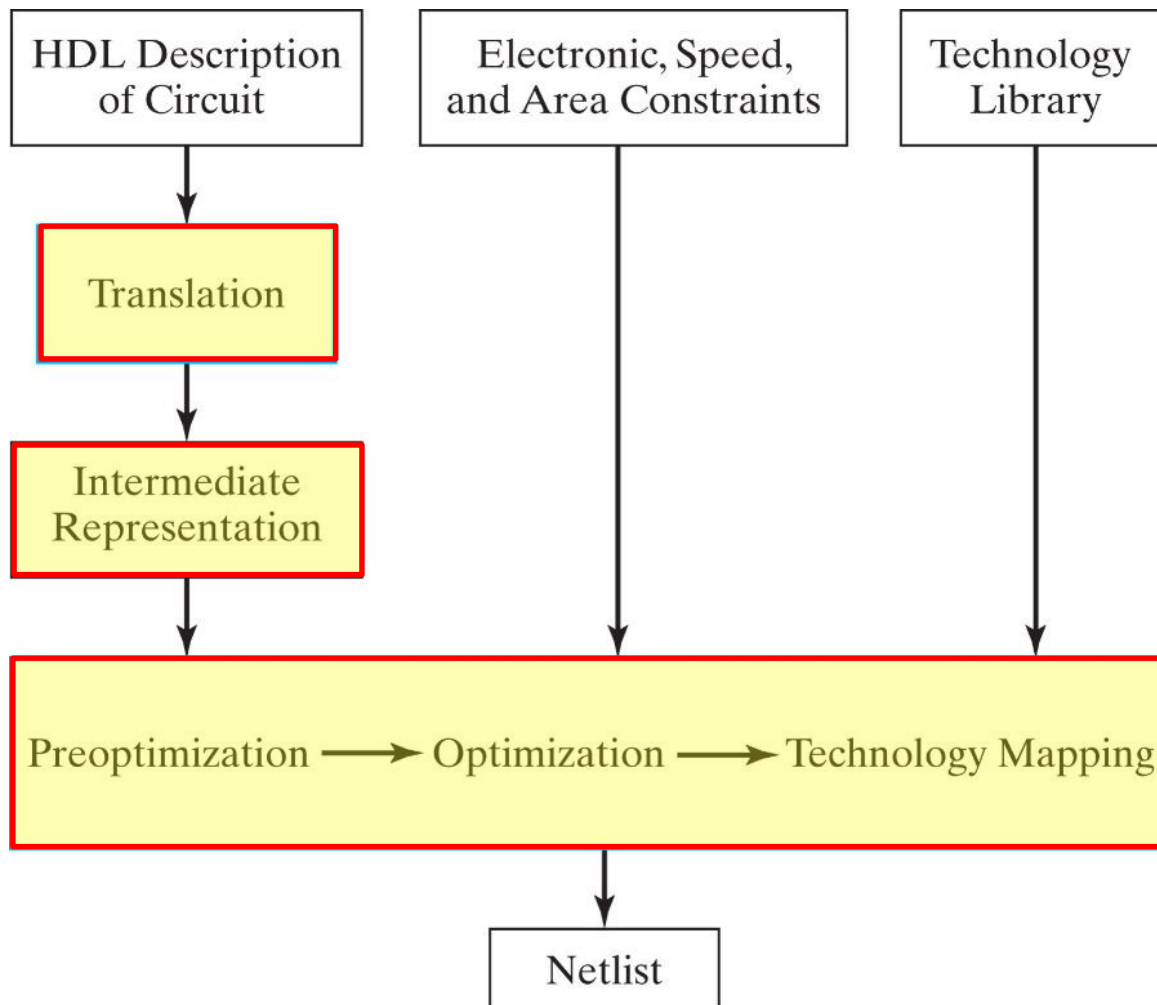 HDL Description
of Circuit
Electronic, Speed,
and Area Constraints
Technology
Library
Translation
Intermediate
Representation
Preoptimization
Optimization
Technology Mapping
Netlist